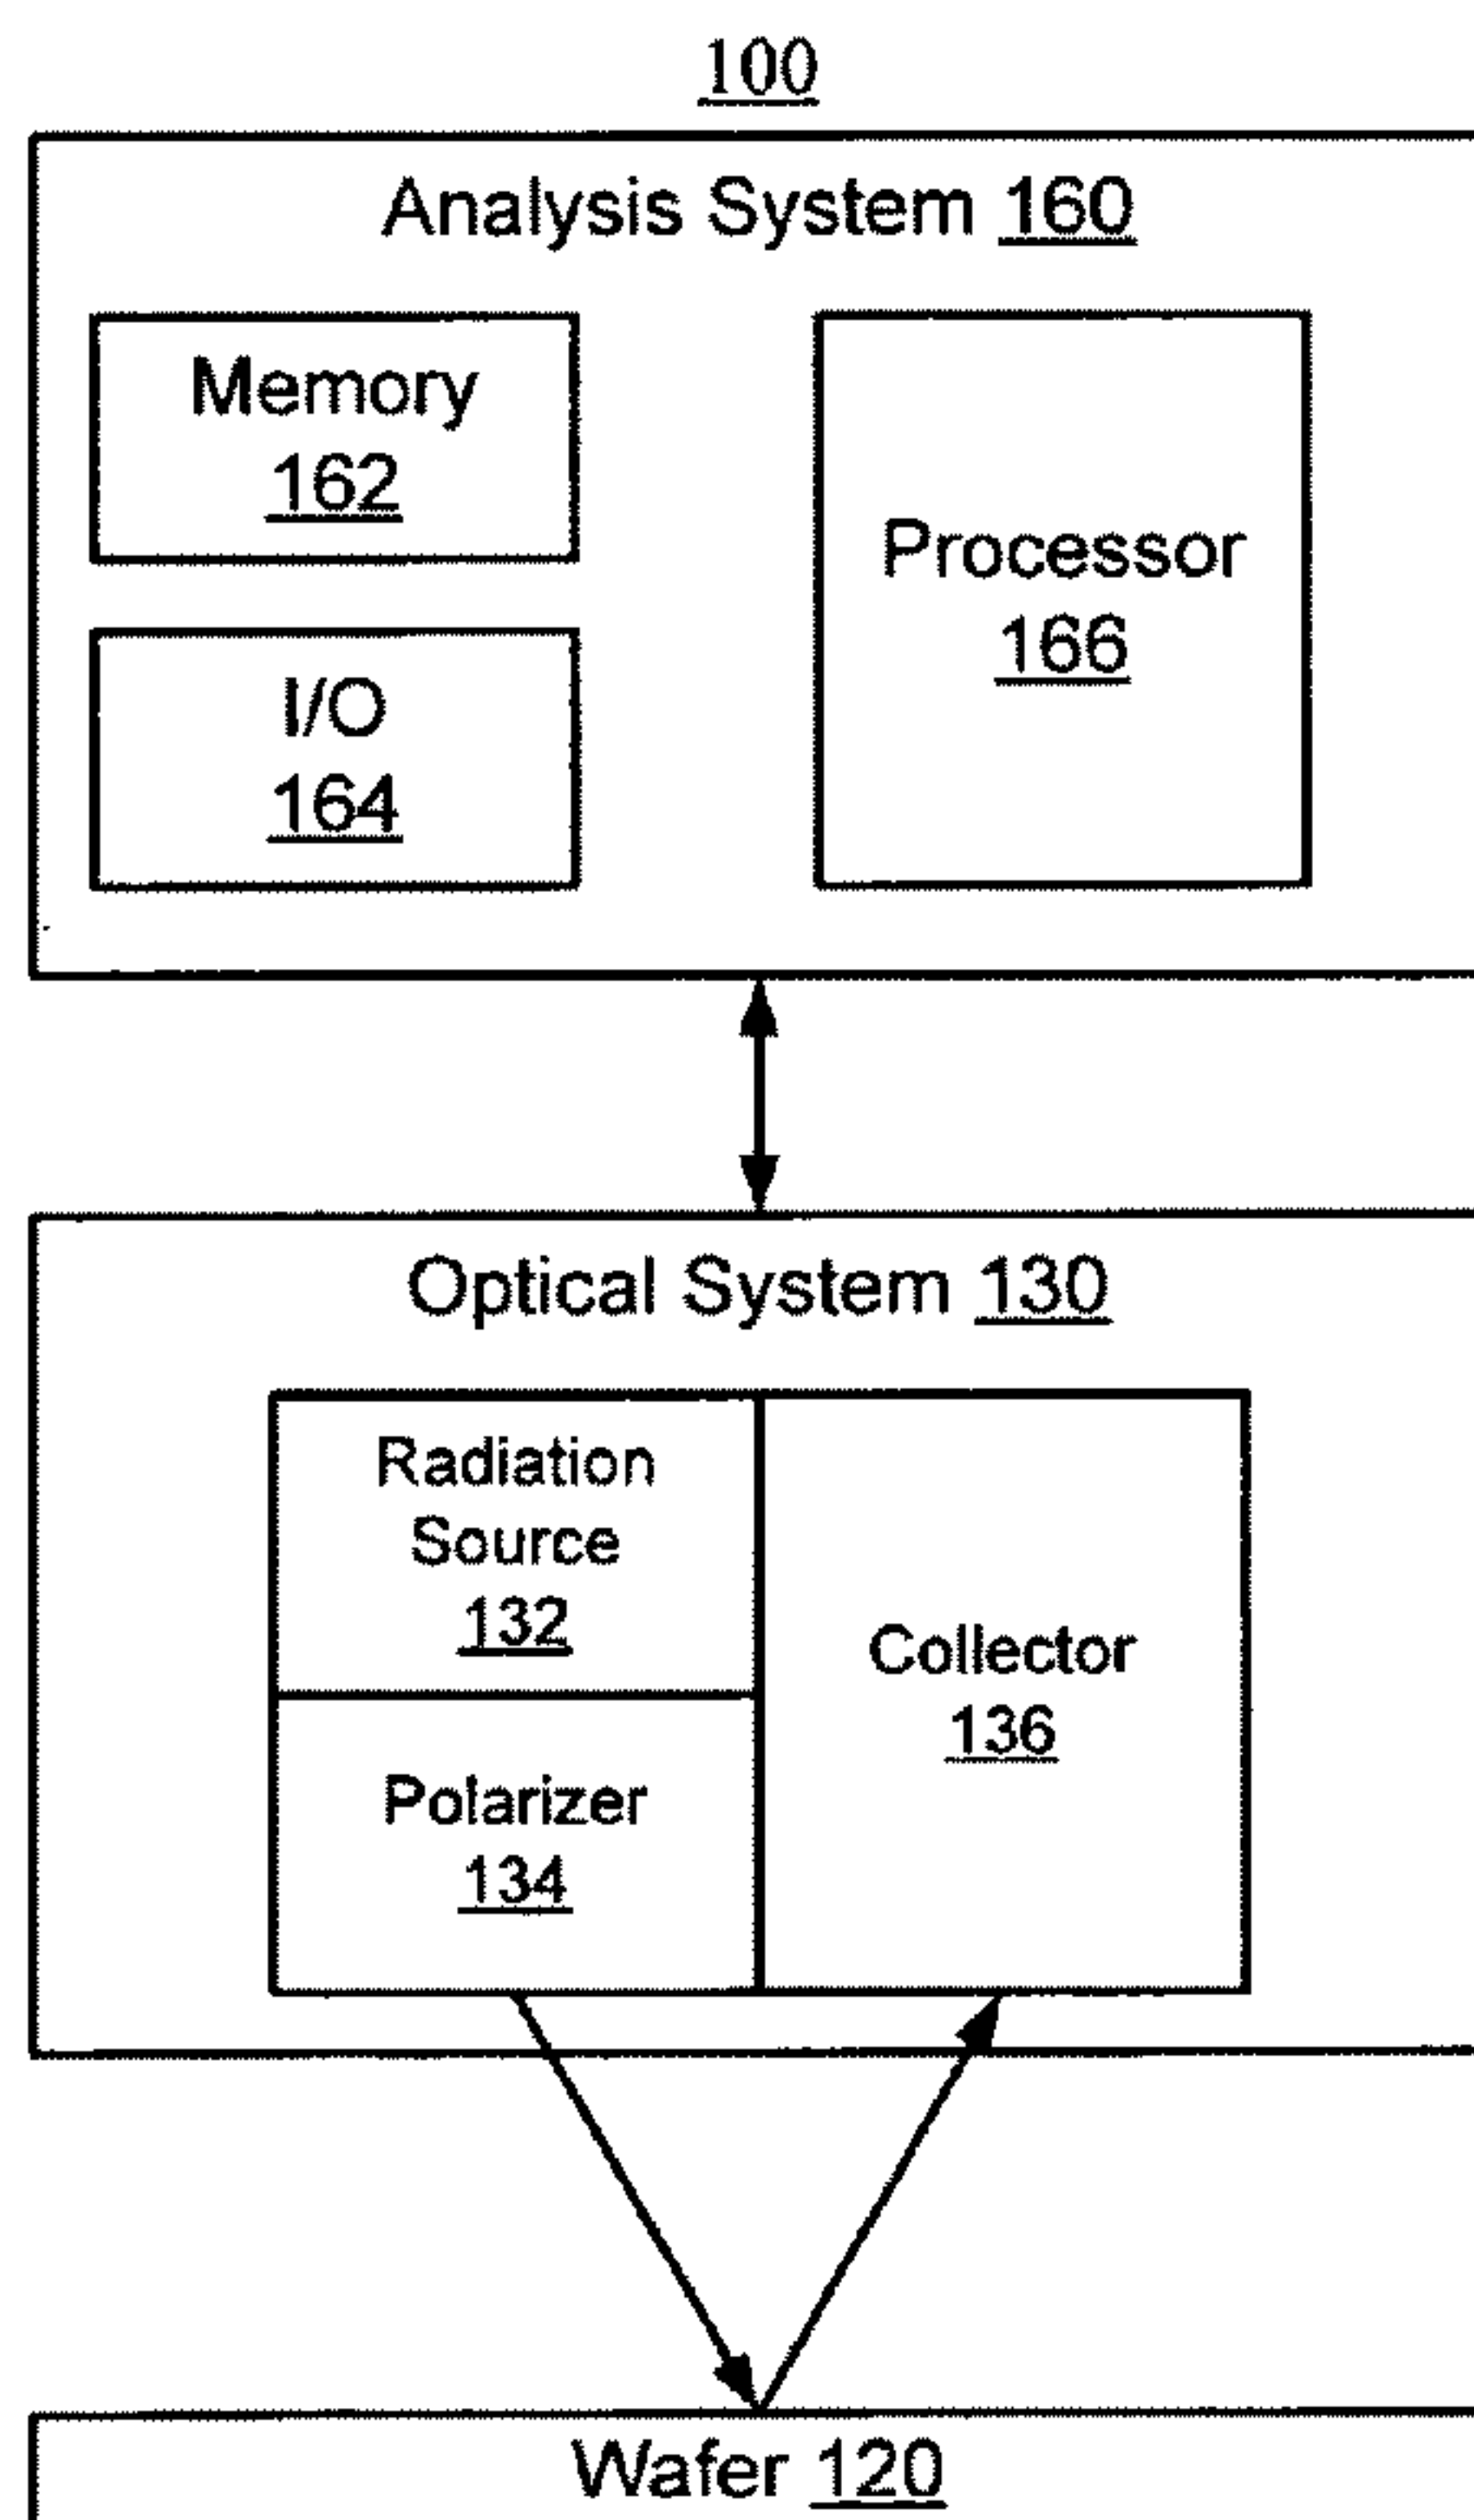 100
Analysis System 160
Memory
162
Processor
166
I/O
164
Optical System 130
Radiation
Source
132
Collector
136
Polarizer
134
Wafer 120